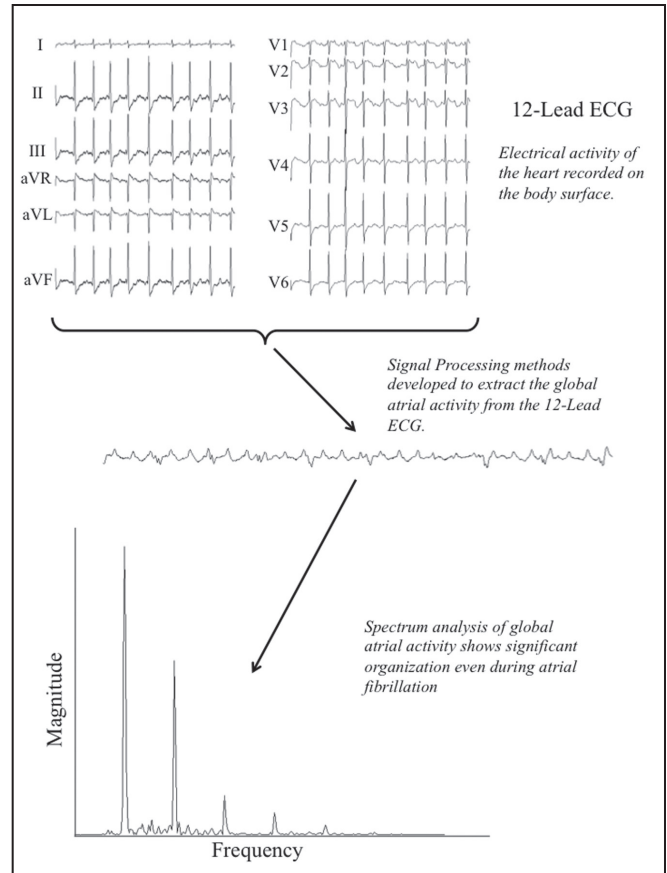 I
II
III
aVR
aVL
aVF
V1
V2
V3
V4
V5
V6
12-Lead ECG
Electrical activity of
the heart recorded on
the body surface.
Signal Processing methods
developed to extract the global
atrial activity from the 12-Lead
ECG.
Spectrum analysis of global
atrial activity shows significant
organization even during atrial
fibrillation
Magnitude
Frequency